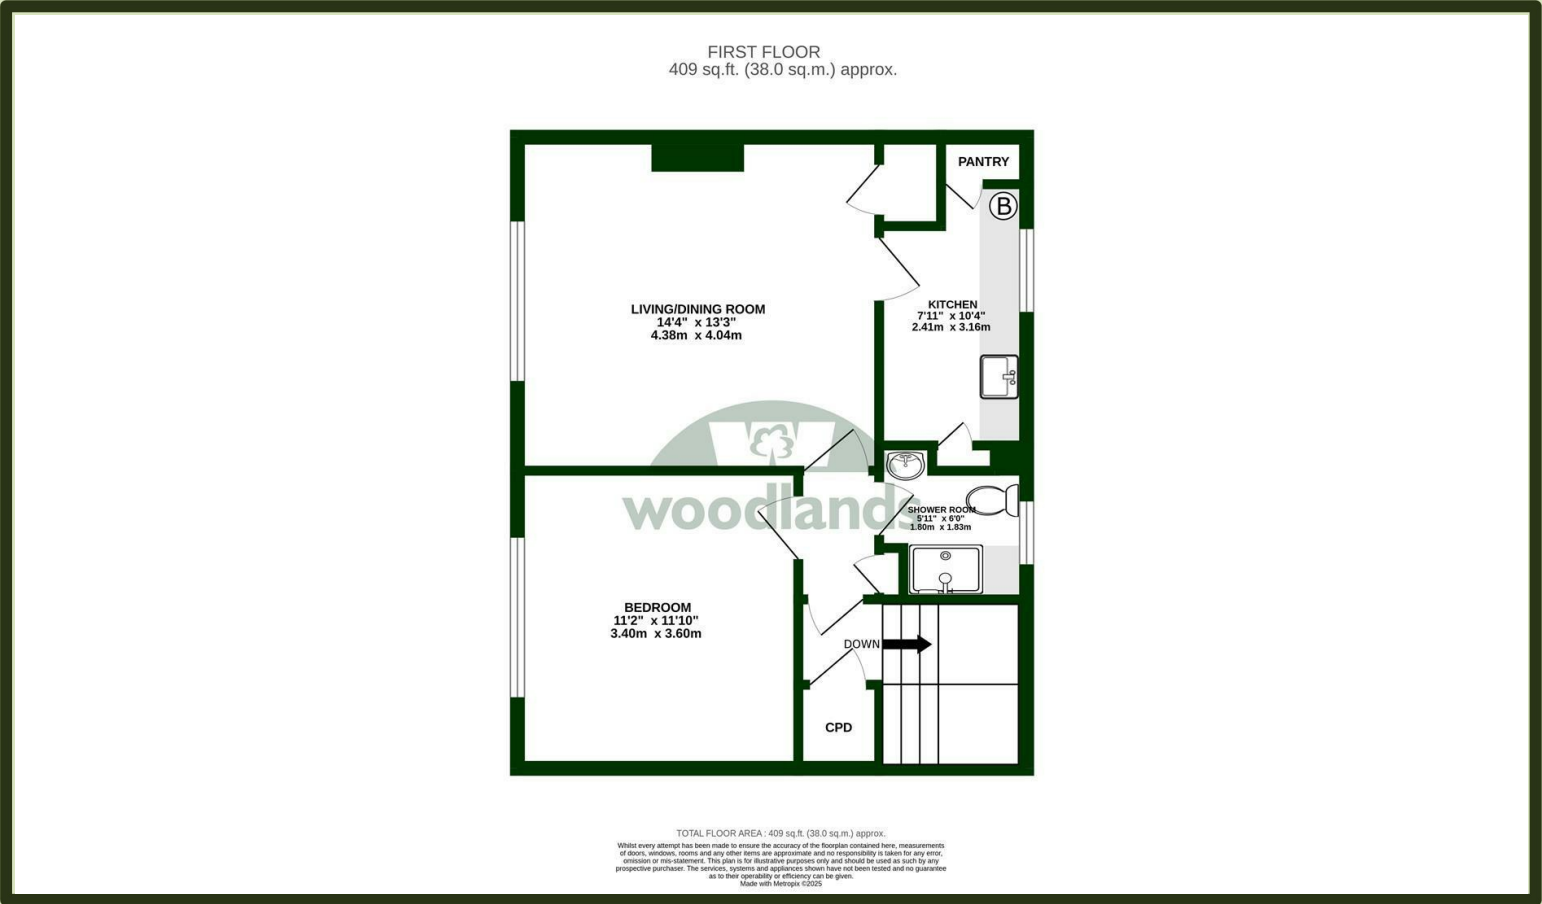 FIRST FLOOR
409 sq.ft. (38.0 sq.m.) approx.
PANTRY
B
LIVING/DINING ROOM
14'4" x 13'3"
4.38m x 4.04m
KITCHEN
7'11" x 10'4"
2.41m x 3.16m
woodlands
SHOWER ROOM
5'11" x 6'0"
1.80m x 1.83m
BEDROOM
11'2" x 11'10"
3.40m x 3.60m
DOWN
CPD
TOTAL FLOOR AREA : 409 sq.ft. (38.0 sq.m.) approx.
Whilst every attempt has been made to ensure the accuracy of the floorplan contained here, measurements
of doors, windows, rooms and any other items are approximate and no responsibility is taken for any error,
omission or mis-statement. This plan is for illustrative purposes only and should be used as such by any
prospective purchaser. The services, systems and appliances shown have not been tested and no guarantee
as to their operability or efficiency can be given.
Made with Metropix ©2025